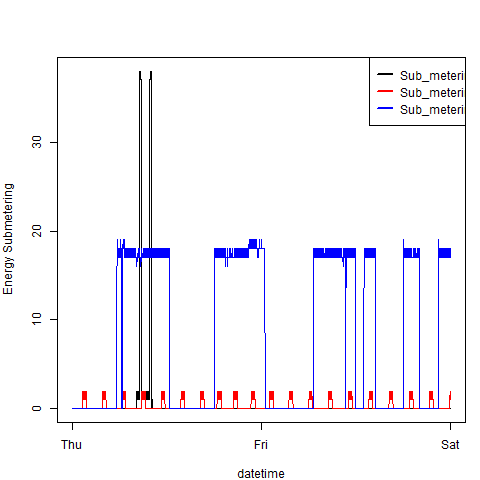 Sub_meteri
Sub_meteri
Sub_meteri
Energy Submetering
0
10
20
30
Thu
Fri
Sat
datetime